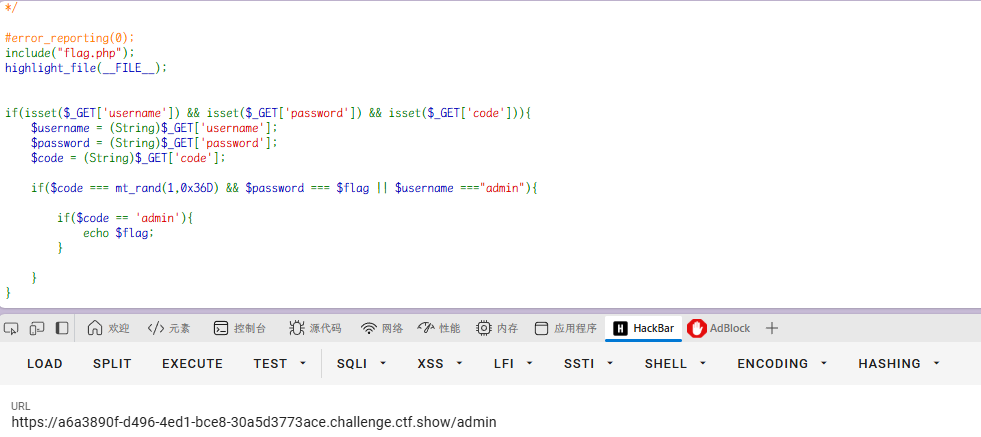 */
#error_reporting(0);
include("flag.php");
highlight_file(__FILE__);
if(isset($_GET['username']) && isset($_GET['password']) && isset($_GET['code'])){
$username = (String)$_GET['username'];
$password = (String)$_GET['password'];
$code = (String)$_GET['code'];
if($code === mt_rand(1,0x36D) && $password === $flag || $username ==="admin"){
if($code == 'admin'){
echo $flag;
}
}
}
欢迎 </> 元素 控制台 源代码 网络 性能 内存 应用程序 H HackBar AdBlock +
LOAD SPLIT EXECUTE TEST SQLI XSS LFI SSTI SHELL ENCODING HASHING
URL
https://a6a3890f-d496-4ed1-bce8-30a5d3773ace.challenge.ctf.show/admin